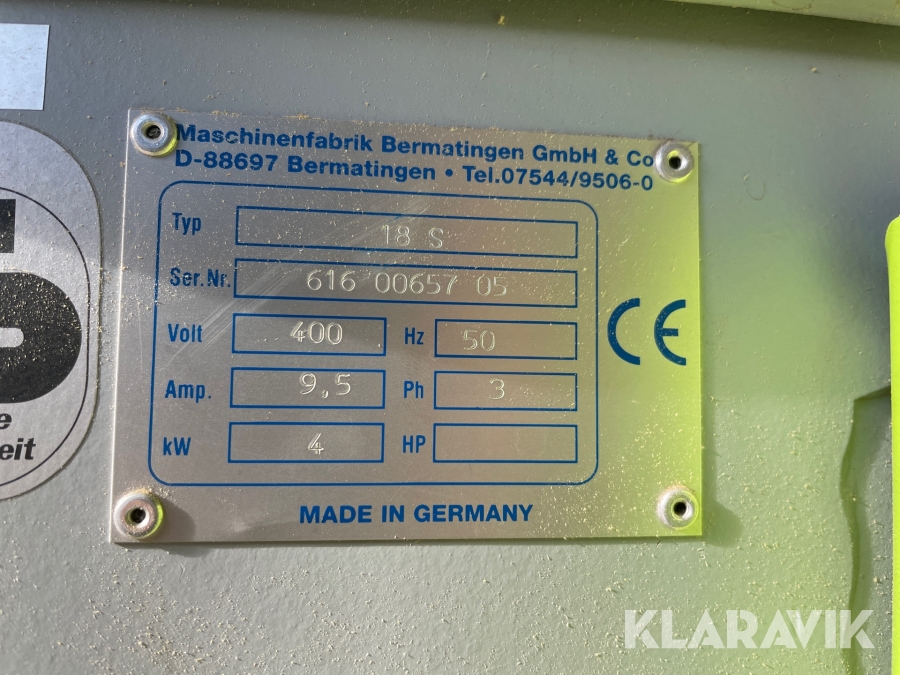 Maschinenfabrik Bermatingen GmbH & Co
D-88697 Bermatingen • Tel.07544/9506-0
Typ 18 S
Ser.Nr. 616 00657 05
Volt 400 Hz 50
Amp. 9,5 Ph 3
kW 4 HP
CE
MADE IN GERMANY
KLARAVIK